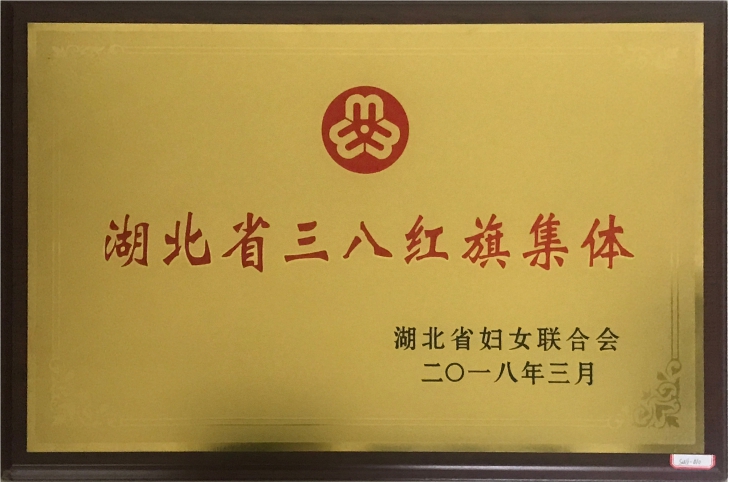 湖北省三八红旗集体
湖北省妇女联合会
二〇一八年三月